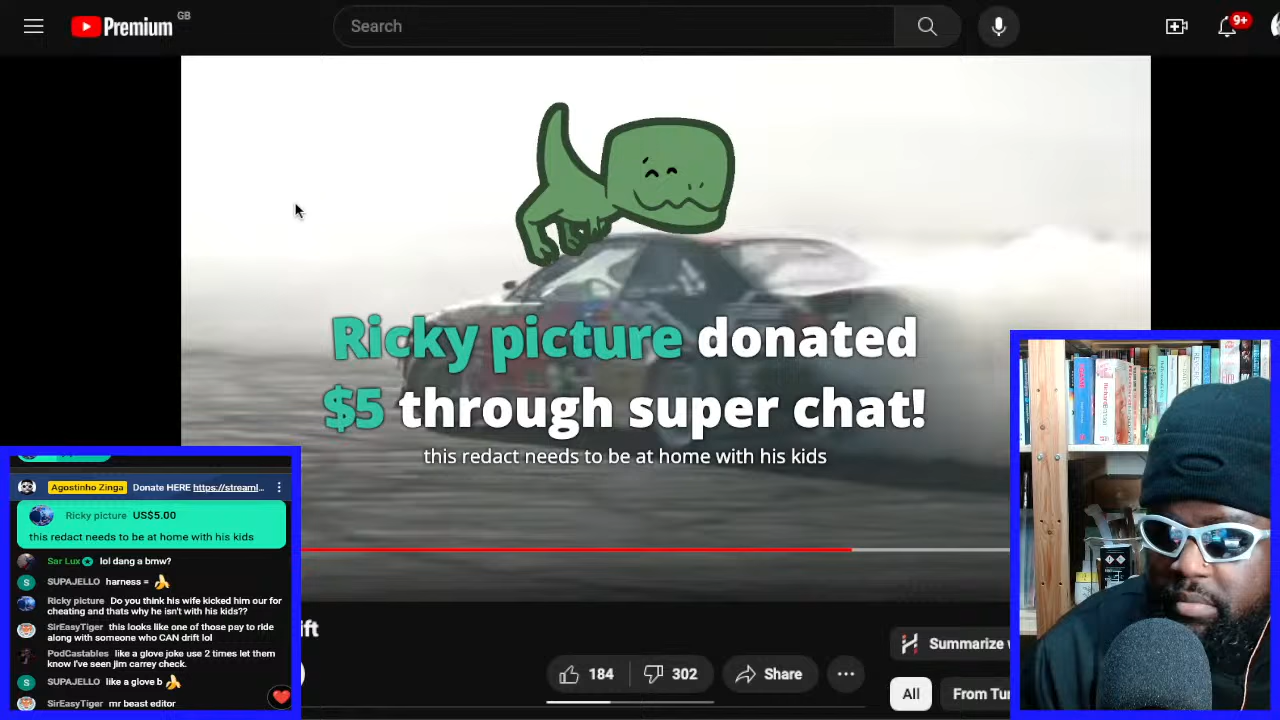 Premium
GB
Search
9+
Ricky picture donated
$5 through super chat!
this redact needs to be at home with his kids
Agostinho Zinga Donate HERE https://streaml...
Ricky picture US$5.00
this redact needs to be at home with his kids
Sar Lux lol dang a bmw?
S SUPAJELLO harness = 🍌
Ricky picture Do you think his wife kicked him our for
cheating and thats why he isn't with his kids??
SirEasyTiger this looks like one of those pay to ride
along with someone who CAN drift lol
PodCastables like a glove joke use 2 times let them
know I've seen jim carrey check.
S SUPAJELLO like a glove b 🍌
SirEasyTiger mr beast editor
ift
184
302
Share
Summarize
All
From Tu